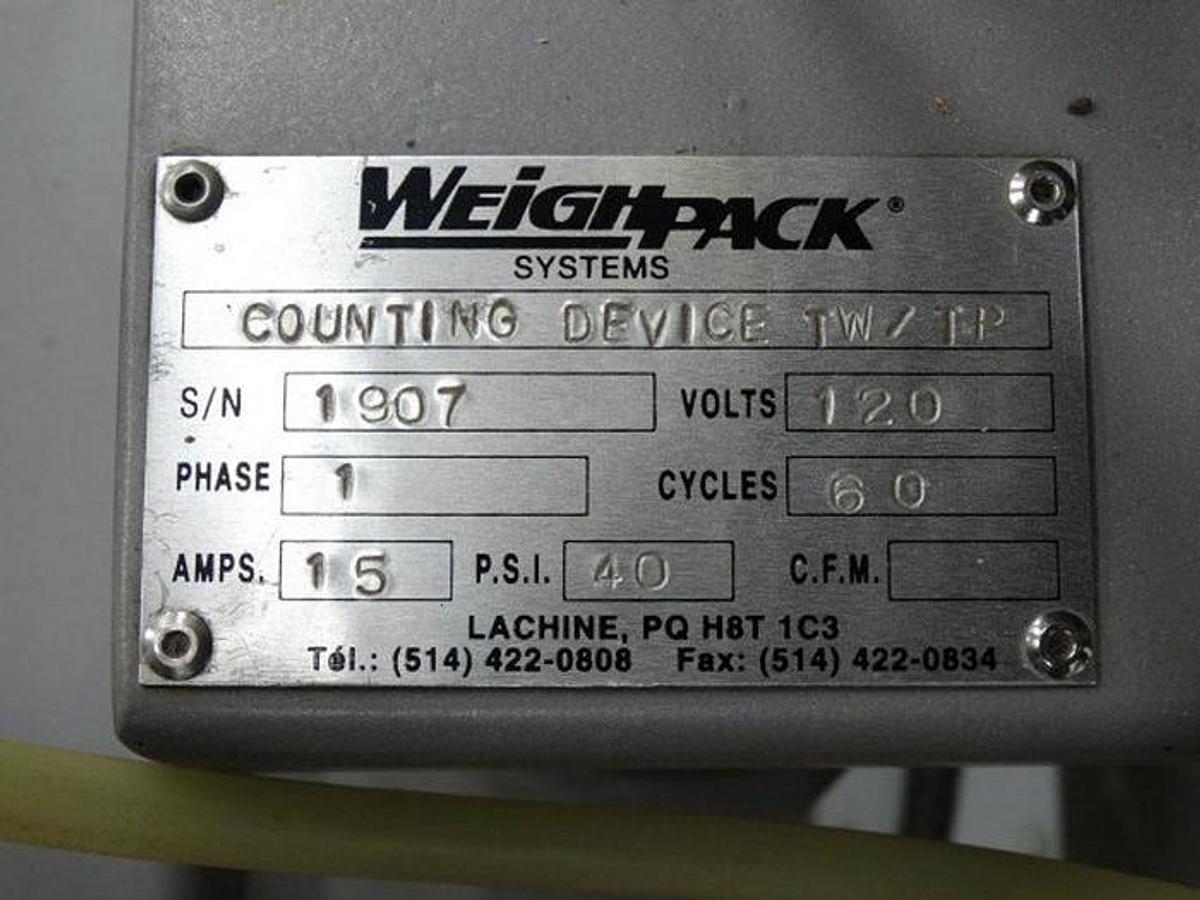 WEIGHPACK®
SYSTEMS
COUNTING DEVICE TW/TP
S/N 1907 VOLTS 120
PHASE 1 CYCLES 60
AMPS. 15 P.S.I. 40 C.F.M.
LACHINE, PQ H8T 1C3
Tél.: (514) 422-0808 Fax: (514) 422-0834